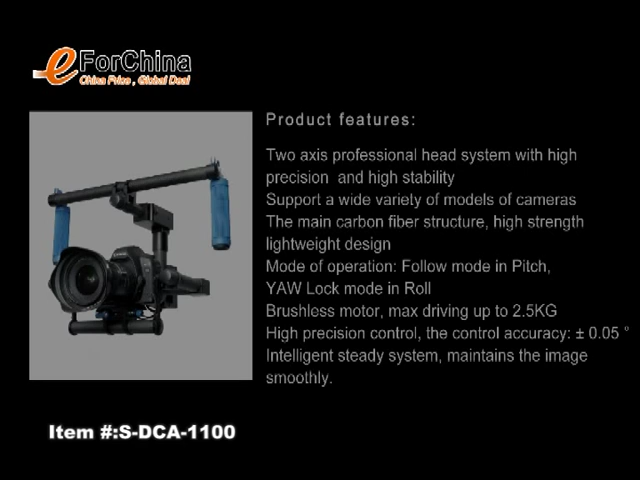 eForChina
China Price , Global Deal
Product features:
Two axis professional head system with high
precision and high stability
Support a wide variety of models of cameras
The main carbon fiber structure, high strength
lightweight design
Mode of operation: Follow mode in Pitch,
YAW Lock mode in Roll
Brushless motor, max driving up to 2.5KG
High precision control, the control accuracy: ± 0.05 °
Intelligent steady system, maintains the image
smoothly.
Item #:S-DCA-1100